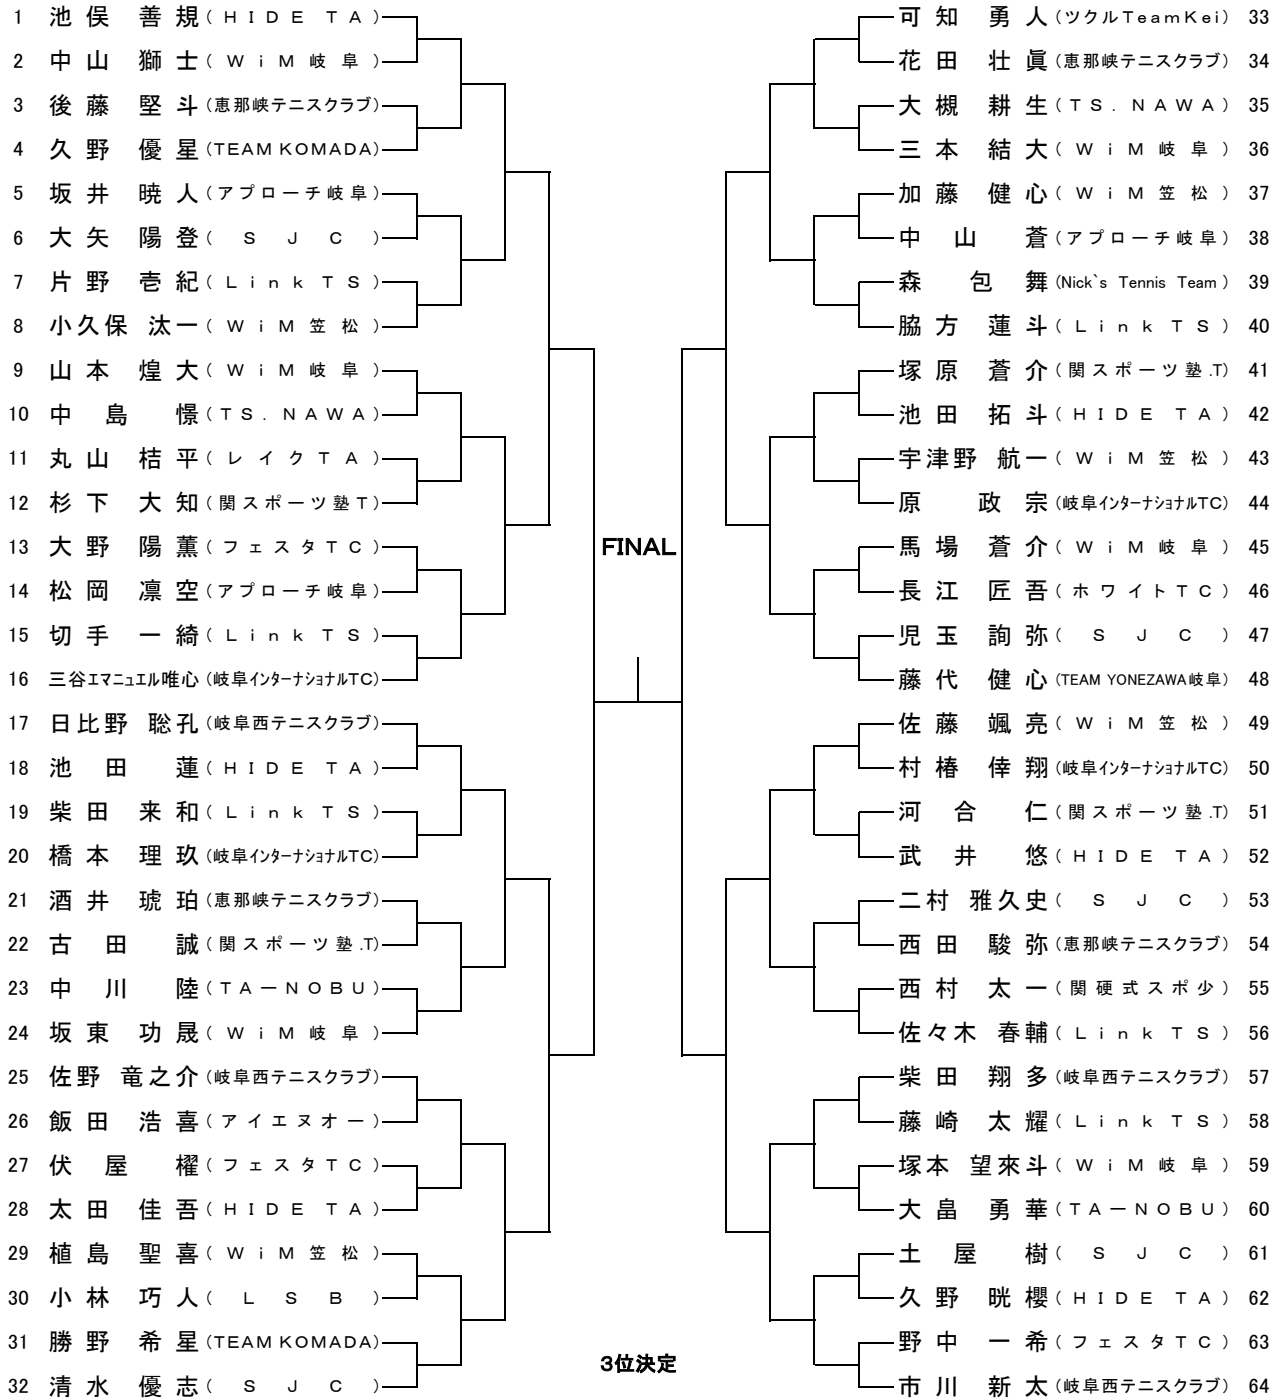 1 池俣 善規 (HIDE TA)
2 中山 獅士 (WiM岐阜)
3 後藤 堅斗 (恵那峡テニスクラブ)
4 久野 優星 (TEAM KOMADA)
5 坂井 暁人 (アプローチ岐阜)
6 大矢 陽登 (SJC)
7 片野 壱紀 (Link TS)
8 小久保 汰一 (WiM笠松)
9 山本 煌大 (WiM岐阜)
10 中島 憬 (TS.NAWA)
11 丸山 桔平 (レイクTA)
12 杉下 大知 (関スポーツ塾T)
13 大野 陽薫 (フェスタTC)
14 松岡 凛空 (アプローチ岐阜)
15 切手 一綺 (Link TS)
16 三谷エマニュエル唯心 (岐阜インターナショナルTC)
17 日比野 聡孔 (岐阜西テニスクラブ)
18 池田 蓮 (HIDE TA)
19 柴田 来和 (Link TS)
20 橋本 理玖 (岐阜インターナショナルTC)
21 酒井 琥珀 (恵那峡テニスクラブ)
22 古田 誠 (関スポーツ塾.T)
23 中川 陸 (TA－NOBU)
24 坂東 功晟 (WiM岐阜)
25 佐野 竜之介 (岐阜西テニスクラブ)
26 飯田 浩喜 (アイエヌオー)
27 伏屋 櫂 (フェスタTC)
28 太田 佳吾 (HIDE TA)
29 植島 聖喜 (WiM笠松)
30 小林 巧人 (LSB)
31 勝野 希星 (TEAM KOMADA)
32 清水 優志 (SJC)
FINAL
3位決定
可知 勇人 (ツクルTeamKei) 33
花田 壮眞 (恵那峡テニスクラブ) 34
大槻 耕生 (TS.NAWA) 35
三本 結大 (WiM岐阜) 36
加藤 健心 (WiM笠松) 37
中山 蒼 (アプローチ岐阜) 38
森 包舞 (Nick`s Tennis Team) 39
脇方 蓮斗 (Link TS) 40
塚原 蒼介 (関スポーツ塾.T) 41
池田 拓斗 (HIDE TA) 42
宇津野 航一 (WiM笠松) 43
原 政宗 (岐阜インターナショナルTC) 44
馬場 蒼介 (WiM岐阜) 45
長江 匠吾 (ホワイトTC) 46
児玉 詢弥 (SJC) 47
藤代 健心 (TEAM YONEZAWA岐阜) 48
佐藤 颯亮 (WiM笠松) 49
村椿 倖翔 (岐阜インターナショナルTC) 50
河合 仁 (関スポーツ塾.T) 51
武井 悠 (HIDE TA) 52
二村 雅久史 (SJC) 53
西田 駿弥 (恵那峡テニスクラブ) 54
西村 太一 (関硬式スポ少) 55
佐々木 春輔 (Link TS) 56
柴田 翔多 (岐阜西テニスクラブ) 57
藤崎 太耀 (Link TS) 58
塚本 望來斗 (WiM岐阜) 59
大畠 勇華 (TA－NOBU) 60
土屋 樹 (SJC) 61
久野 晄櫻 (HIDE TA) 62
野中 一希 (フェスタTC) 63
市川 新太 (岐阜西テニスクラブ) 64